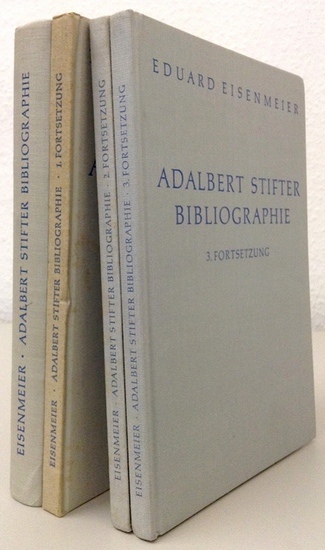 EISENMEIER · ADALBERT STIFTER BIBLIOGRAPHIE
EISENMEIER · ADALBERT STIFTER BIBLIOGRAPHIE · 1. FORTSETZUNG
EISENMEIER · ADALBERT STIFTER BIBLIOGRAPHIE · 2. FORTSETZUNG
EISENMEIER · ADALBERT STIFTER BIBLIOGRAPHIE · 3. FORTSETZUNG
EDUARD EISENMEIER
ADALBERT STIFTER
BIBLIOGRAPHIE
3. FORTSETZUNG